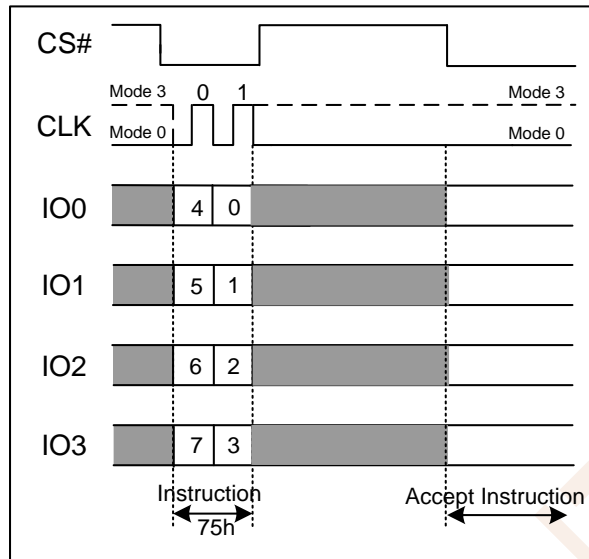 CS#
Mode 3 0 1 Mode 3
CLK
Mode 0 Mode 0
IO0 4 0
IO1 5 1
IO2 6 2
IO3 7 3
Instruction Accept Instruction
75h